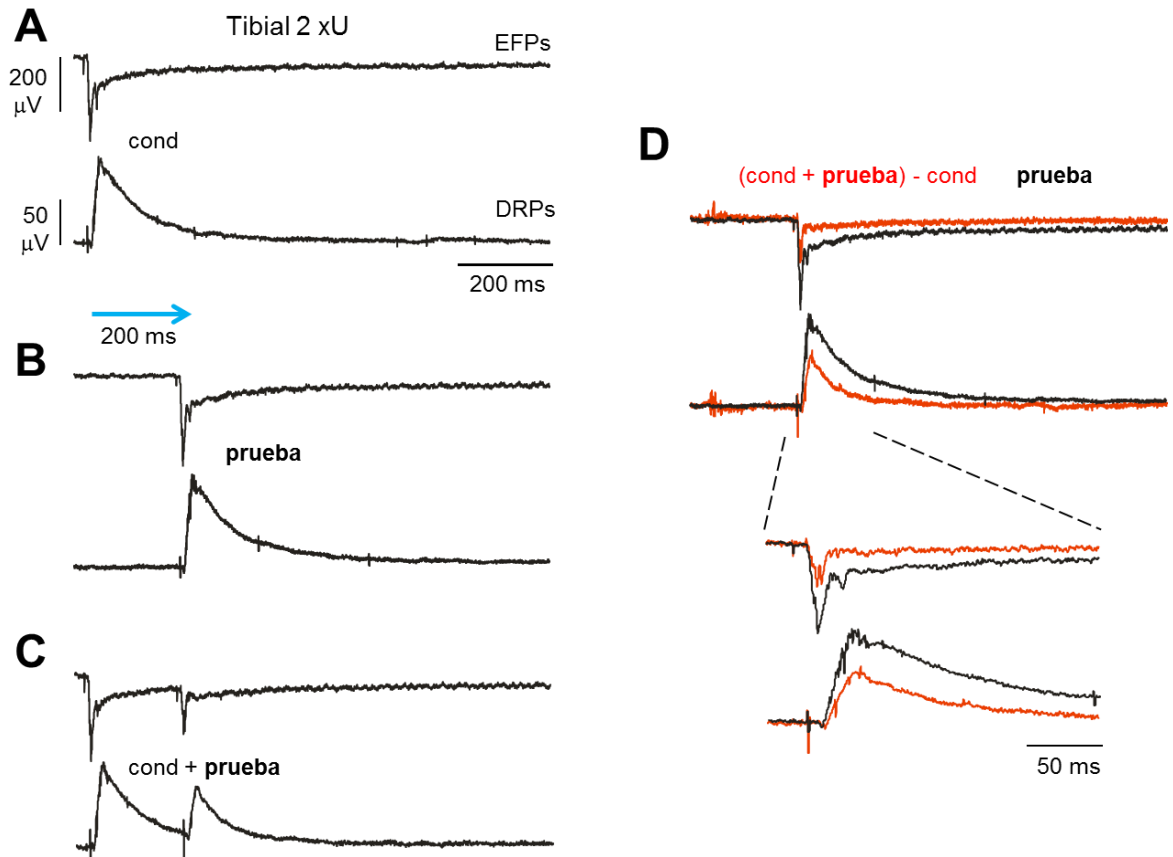 A
Tibial 2 xU
EFPs
200
μV
cond
50
μV
DRPs
200 ms
200 ms
B
prueba
C
cond + prueba
D
(cond + prueba) - cond prueba
50 ms